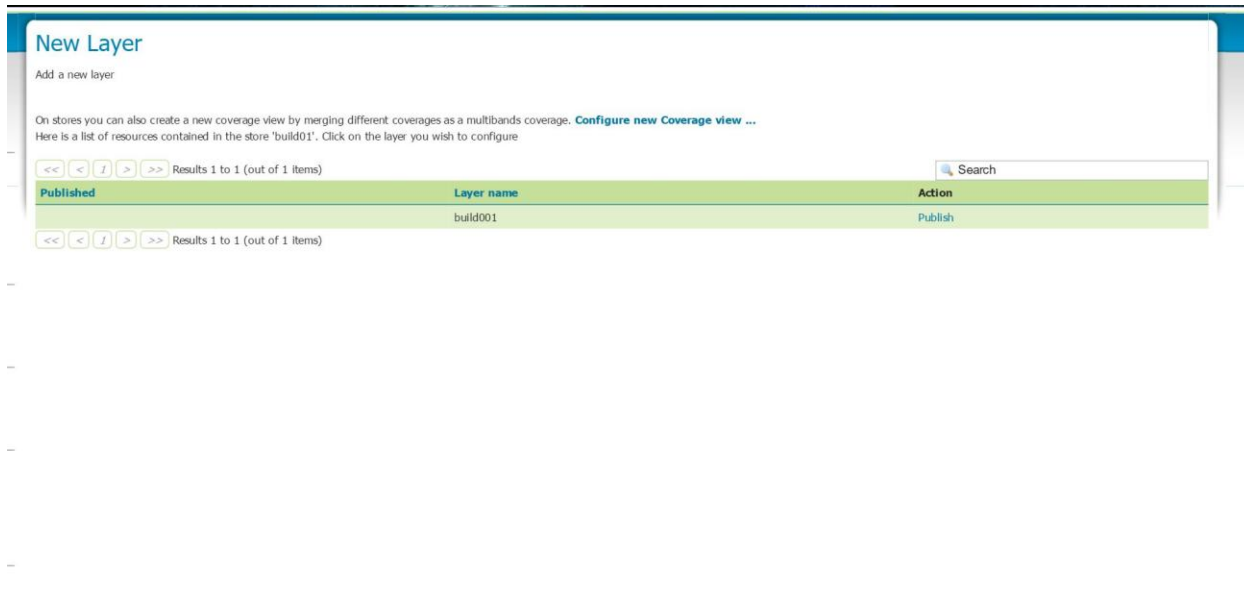 New Layer
Add a new layer
On stores you can also create a new coverage view by merging different coverages as a multibands coverage. Configure new Coverage view ...
Here is a list of resources contained in the store 'build01'. Click on the layer you wish to configure
<< < 1 > >> Results 1 to 1 (out of 1 items) Search
Published Layer name Action
build001 Publish
<< < 1 > >> Results 1 to 1 (out of 1 items)